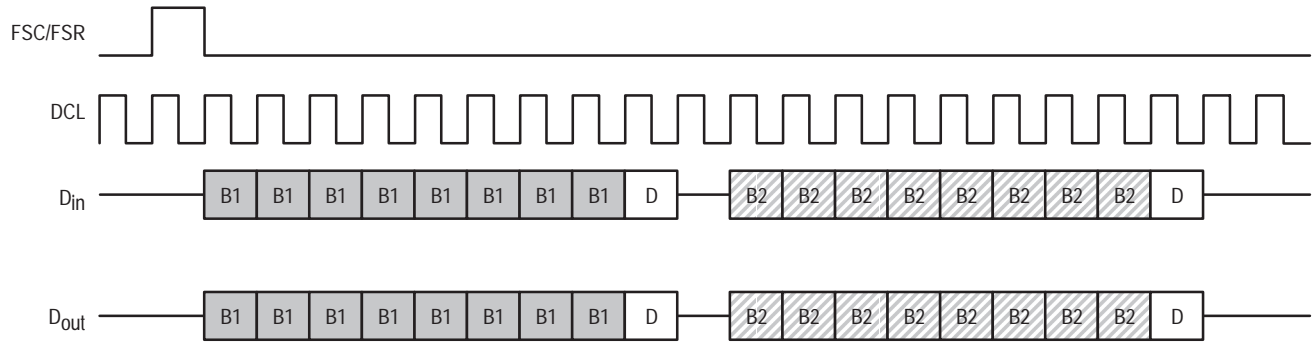 FSC/FSR
DCL
Din B1 B1 B1 B1 B1 B1 B1 B1 D B2 B2 B2 B2 B2 B2 B2 B2 D
Dout B1 B1 B1 B1 B1 B1 B1 B1 D B2 B2 B2 B2 B2 B2 B2 B2 D